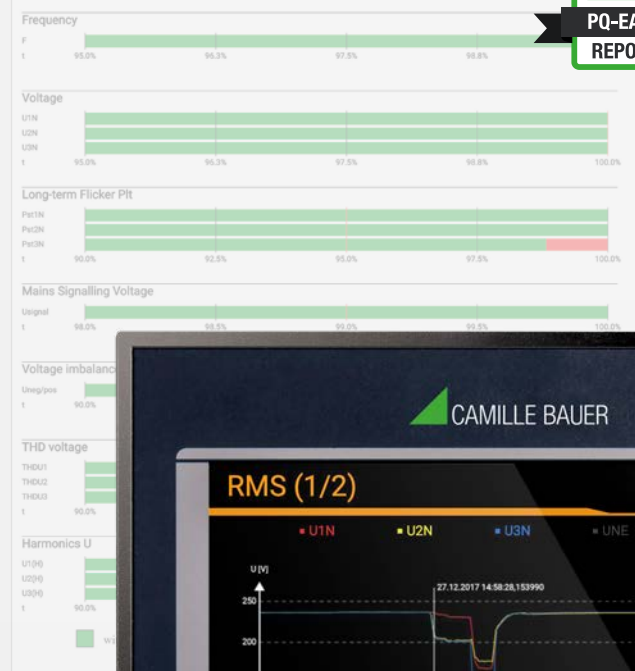 PQ-EA
REPO
Frequency
F
t 95.0% 96.3% 97.5% 98.8%
Voltage
U1N
U2N
U3N
t 95.0% 96.3% 97.5% 98.8% 100.0%
Long-term Flicker Plt
Pst1N
Pst2N
Pst3N
t 90.0% 92.5% 95.0% 97.5% 100.0%
Mains Signalling Voltage
Usignal
t 98.0% 98.5% 99.0% 99.5% 100.0%
Voltage imbalanc
Uneg/pos
t 90.0%
THD voltage
THDU1
THDU2
THDU3
t 90.0%
Harmonics U
U1(H)
U2(H)
U3(H)
t 90.0%
wi
CAMILLE BAUER
RMS (1/2)
U1N U2N U3N UNE
U [V]
27.12.2017 14:58:28,153990
250
200